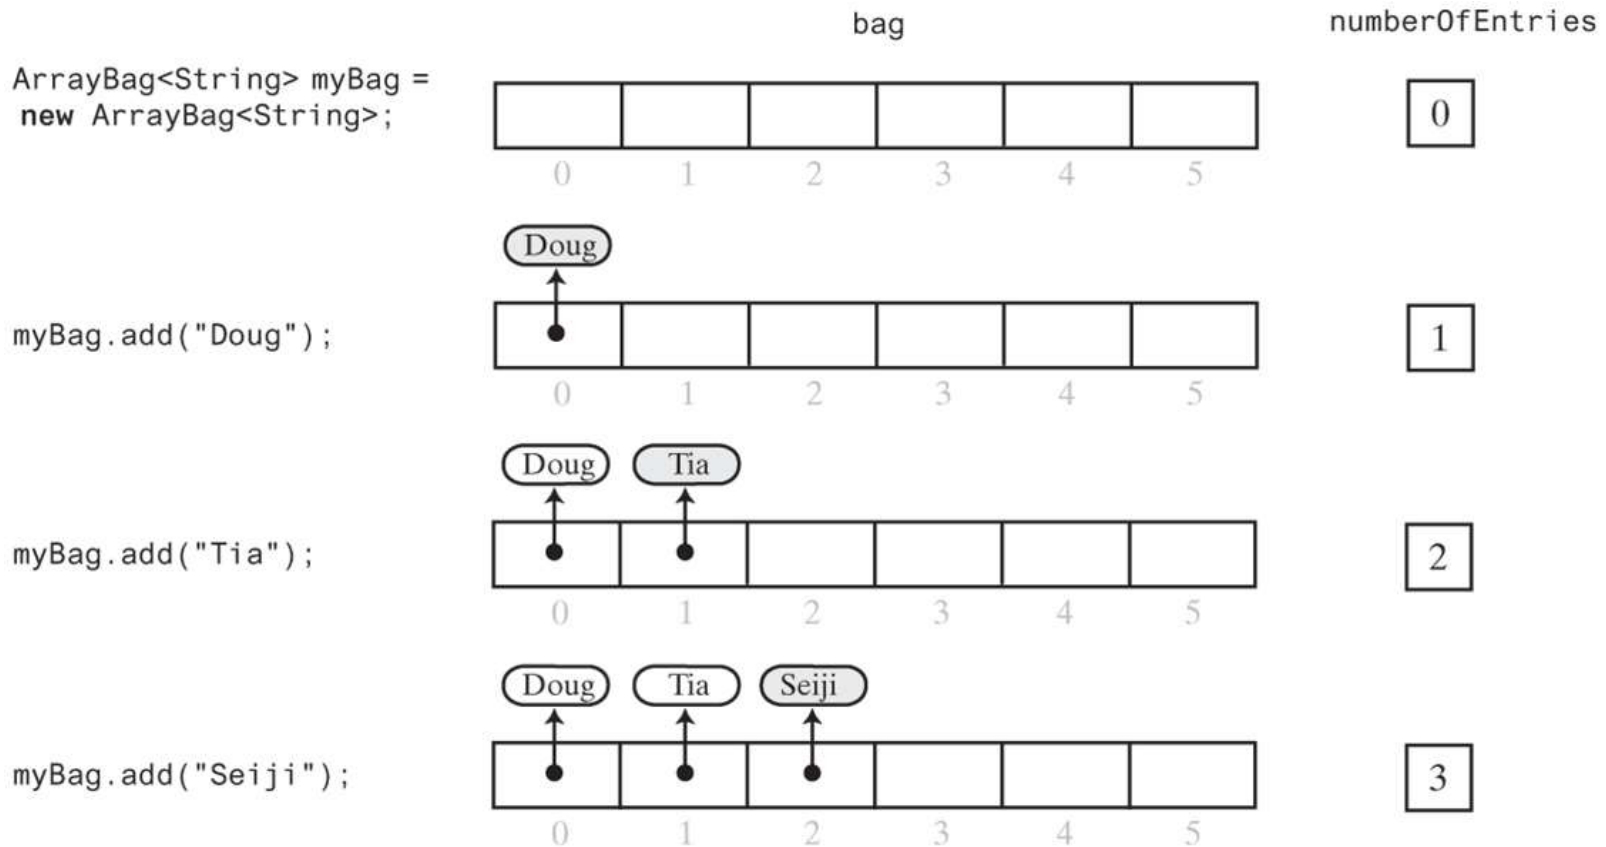 bag
numberOfEntries
ArrayBag<String> myBag =
new ArrayBag<String>;
0
0 1 2 3 4 5
Doug
myBag.add("Doug");
1
0 1 2 3 4 5
Doug Tia
myBag.add("Tia");
2
0 1 2 3 4 5
Doug Tia Seiji
myBag.add("Seiji");
3
0 1 2 3 4 5